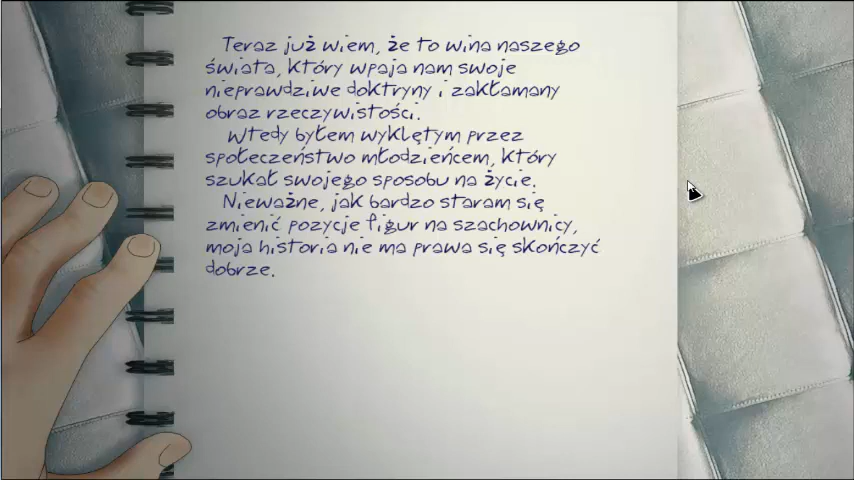 Teraz już wiem, że to wina naszego
świata, który wpaja nam swoje
nieprawdziwe doktryny i zakłamany
obraz rzeczywistości.
Wtedy byłem wyklętym przez
społeczeństwo młodzieńcem, który
szukał swojego sposobu na życie.
Nieważne, jak bardzo staram się
zmienić pozycje figur na szachownicy,
moja historia nie ma prawa się skończyć
dobrze.